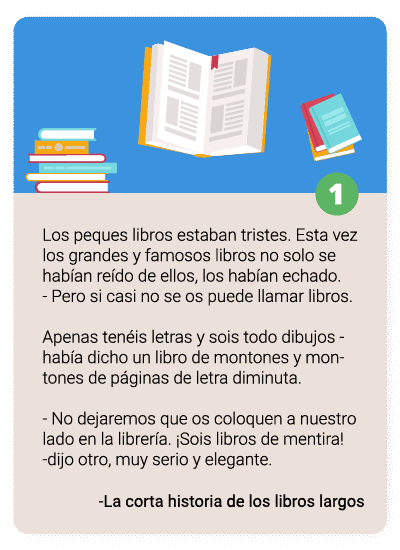 1
Los peques libros estaban tristes. Esta vez
los grandes y famosos libros no solo se
habían reído de ellos, los habían echado.
- Pero si casi no se os puede llamar libros.
Apenas tenéis letras y sois todo dibujos -
había dicho un libro de montones y mon-
tones de páginas de letra diminuta.
- No dejaremos que os coloquen a nuestro
lado en la librería. ¡Sois libros de mentira!
-dijo otro, muy serio y elegante.
-La corta historia de los libros largos